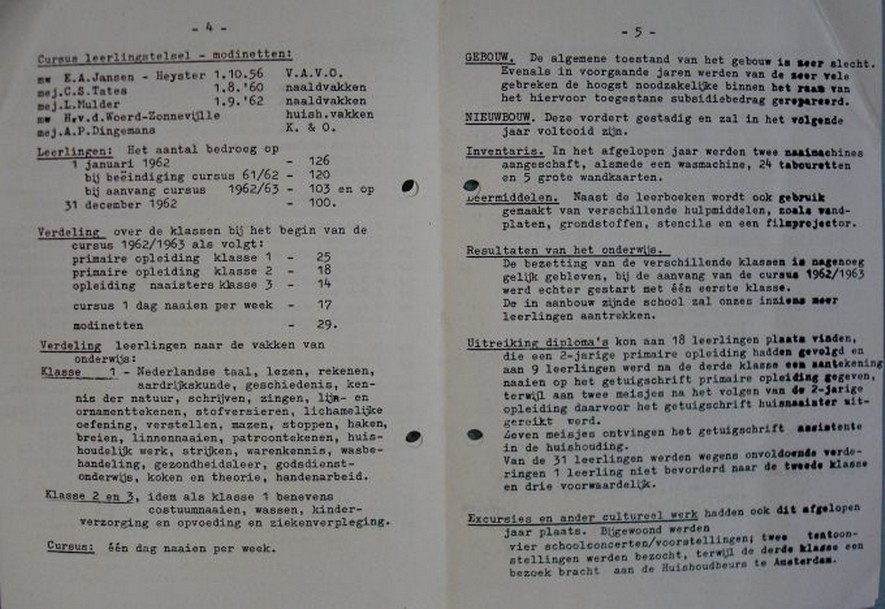 - 4 -
Cursus leerlingstelsel - modinetten:
mw E.A.Jansen - Heyster 1.10.56 V.A.V.O.
mej.C.S.Tates 1.8.'60 naaldvakken
mej.L.Mulder 1.9.'62 naaldvakken
mw H.v.d.Woerd-Zonneville huish.vakken
mej.A.P.Dingemans K. & O.
Leerlingen: Het aantal bedroeg op
1 januari 1962 - 126
bij beëindiging cursus 61/62 - 120
bij aanvang cursus 1962/63 - 103 en op
31 december 1962 - 100.
Verdeling over de klassen bij het begin van de
cursus 1962/1963 als volgt:
primaire opleiding klasse 1 - 25
primaire opleiding klasse 2 - 18
opleiding naaisters klasse 3 - 14
cursus 1 dag naaien per week - 17
modinetten - 29.
Verdeling leerlingen naar de vakken van
onderwijs:
Klasse 1 - Nederlandse taal, lezen, rekenen,
aardrijkskunde, geschiedenis, ken-
nis der natuur, schrijven, zingen, lijn- en
ornamenttekenen, stofversieren, lichamelijke
oefening, verstellen, mazen, stoppen, haken,
breien, linnennaaien, patroontekenen, huis-
houdelijk werk, strijken, warenkennis, wasbe-
handeling, gezondheidsleer, godsdienst-
onderwijs, koken en theorie, handenarbeid.
Klasse 2 en 3, idem als klasse 1 benevens
costuumnaaien, wassen, kinder-
verzorging en opvoeding en ziekenverpleging.
Cursus: één dag naaien per week.
- 5 -
GEBOUW. De algemene toestand van het gebouw is zeer slecht.
Evenals in voorgaande jaren werden van de zeer vele
gebreken de hoogst noodzakelijke binnen het raam van
het hiervoor toegestane subsidiebedrag gerepareerd.
NIEUWBOUW. Deze vordert gestadig en zal in het volgende
jaar voltooid zijn.
Inventaris. In het afgelopen jaar werden twee naaimachines
aangeschaft, alsmede een wasmachine, 24 tabouretten
en 5 grote wandkaarten.
Leermiddelen. Naast de leerboeken wordt ook gebruik
gemaakt van verschillende hulpmiddelen, zoals wand-
platen, grondstoffen, stencils en een filmprojector.
Resultaten van het onderwijs.
De bezetting van de verschillende klassen is nagenoeg
gelijk gebleven, bij de aanvang van de cursus 1962/1963
werd echter gestart met één eerste klasse.
De in aanbouw zijnde school zal onzes inziens meer
leerlingen aantrekken.
Uitreiking diploma's kon aan 18 leerlingen plaats vinden,
die een 2-jarige primaire opleiding hadden gevolgd en
aan 9 leerlingen werd na de derde klasse een aantekening
naaien op het getuigschrift primaire opleiding gegeven,
terwijl aan twee meisjes na het volgen van de 2-jarige
opleiding daarvoor het getuigschrift huisnaaister uit-
gereikt werd.
Zeven meisjes ontvingen het getuigschrift assistente
in de huishouding.
Van de 31 leerlingen werden wegens onvoldoende vorde-
ringen 1 leerling niet bevorderd naar de tweede klasse
en drie voorwaardelijk.
Excursies en ander cultureel werk hadden ook dit afgelopen
jaar plaats. Bijgewoond werden
vier schoolconcerten/voorstellingen; twee tentoon-
stellingen werden bezocht, terwijl de derde klasse een
bezoek bracht aan de Huishoudbeurs te Amsterdam.